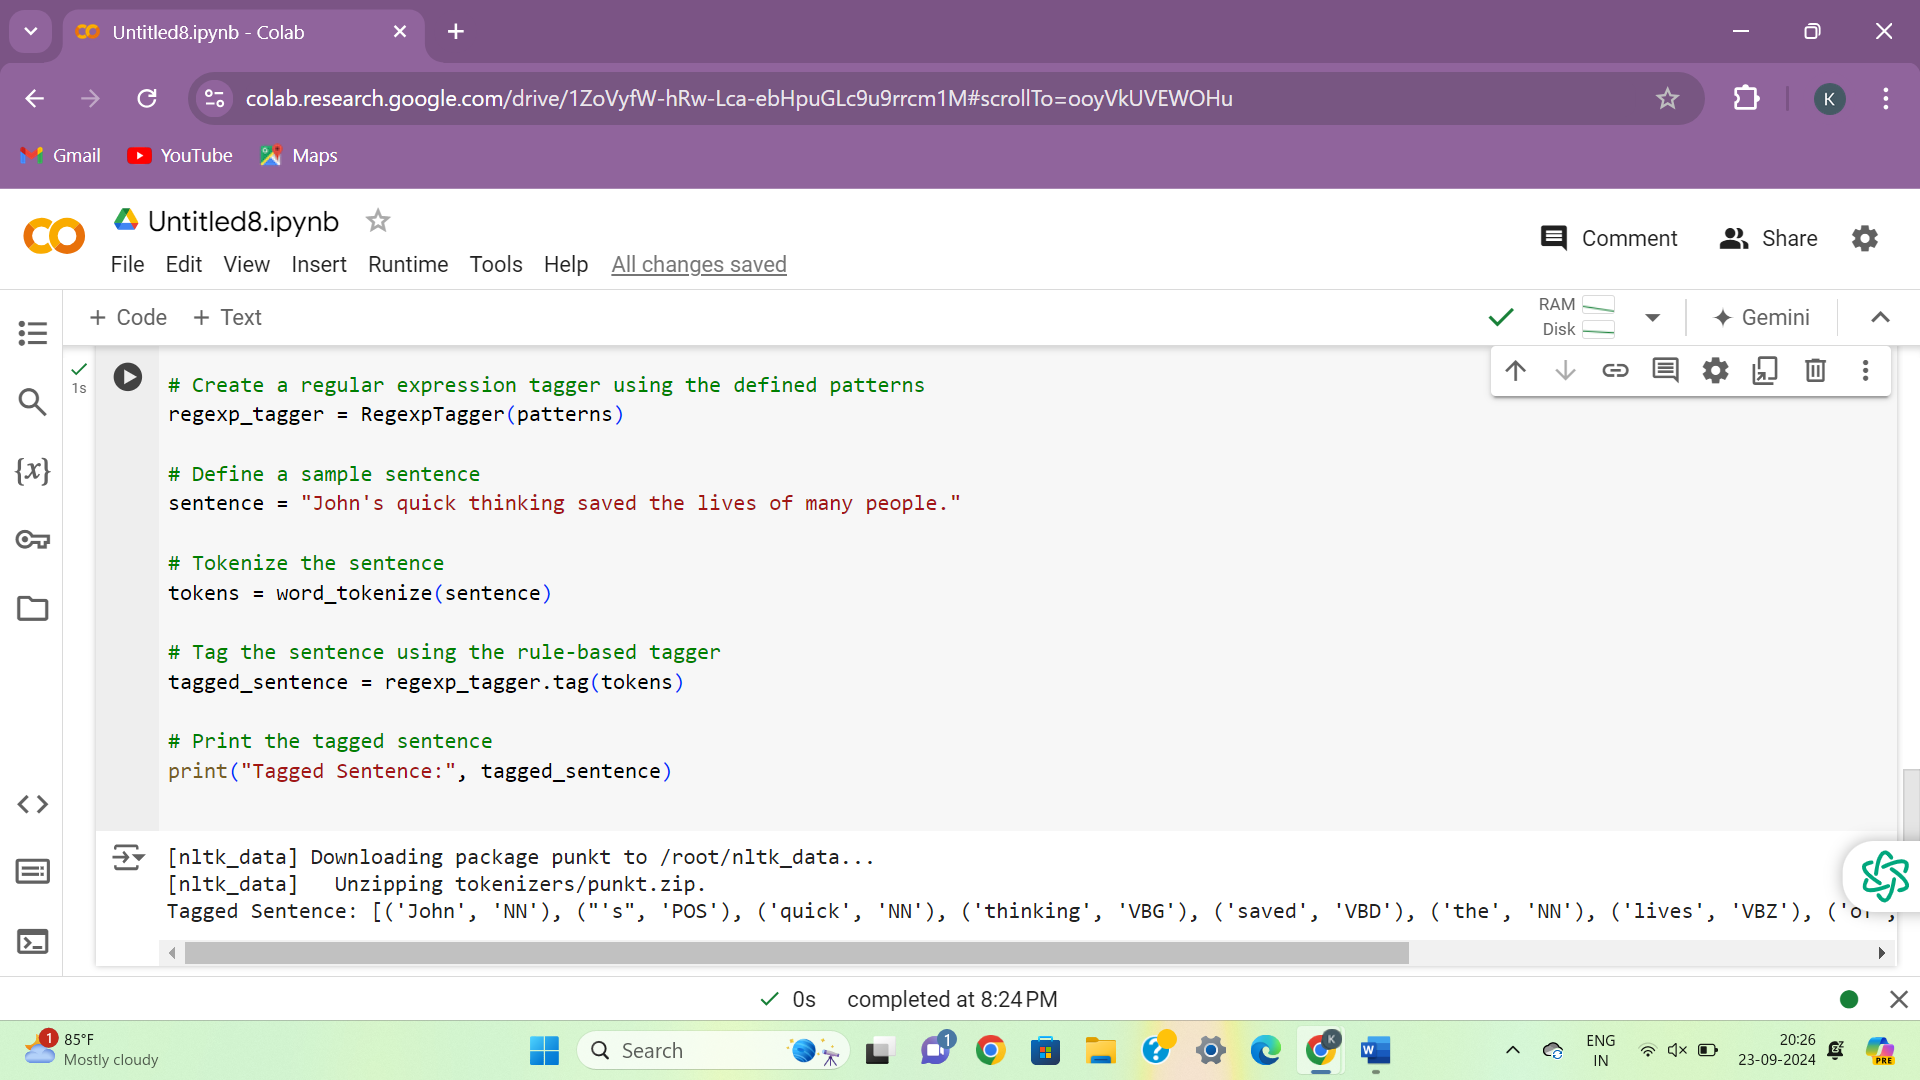 Untitled8.ipynb - Colab
colab.research.google.com/drive/1ZoVyfW-hRw-Lca-ebHpuGLc9u9rrcm1M#scrollTo=ooyVkUVEWOHu
K
Gmail
YouTube
Maps
Untitled8.ipynb
File Edit View Insert Runtime Tools Help All changes saved
Comment
Share
+ Code + Text
RAM
Disk
Gemini
1s
# Create a regular expression tagger using the defined patterns
regexp_tagger = RegexpTagger(patterns)
# Define a sample sentence
sentence = "John's quick thinking saved the lives of many people."
# Tokenize the sentence
tokens = word_tokenize(sentence)
# Tag the sentence using the rule-based tagger
tagged_sentence = regexp_tagger.tag(tokens)
# Print the tagged sentence
print("Tagged Sentence:", tagged_sentence)
[nltk_data] Downloading package punkt to /root/nltk_data...
[nltk_data]   Unzipping tokenizers/punkt.zip.
Tagged Sentence: [('John', 'NN'), ("'s", 'POS'), ('quick', 'NN'), ('thinking', 'VBG'), ('saved', 'VBD'), ('the', 'NN'), ('lives', 'VBZ'), ('of',
{x}
0s completed at 8:24 PM
1
85°F
Mostly cloudy
Search
1
K
W
ENG
IN
20:26
23-09-2024
PRE